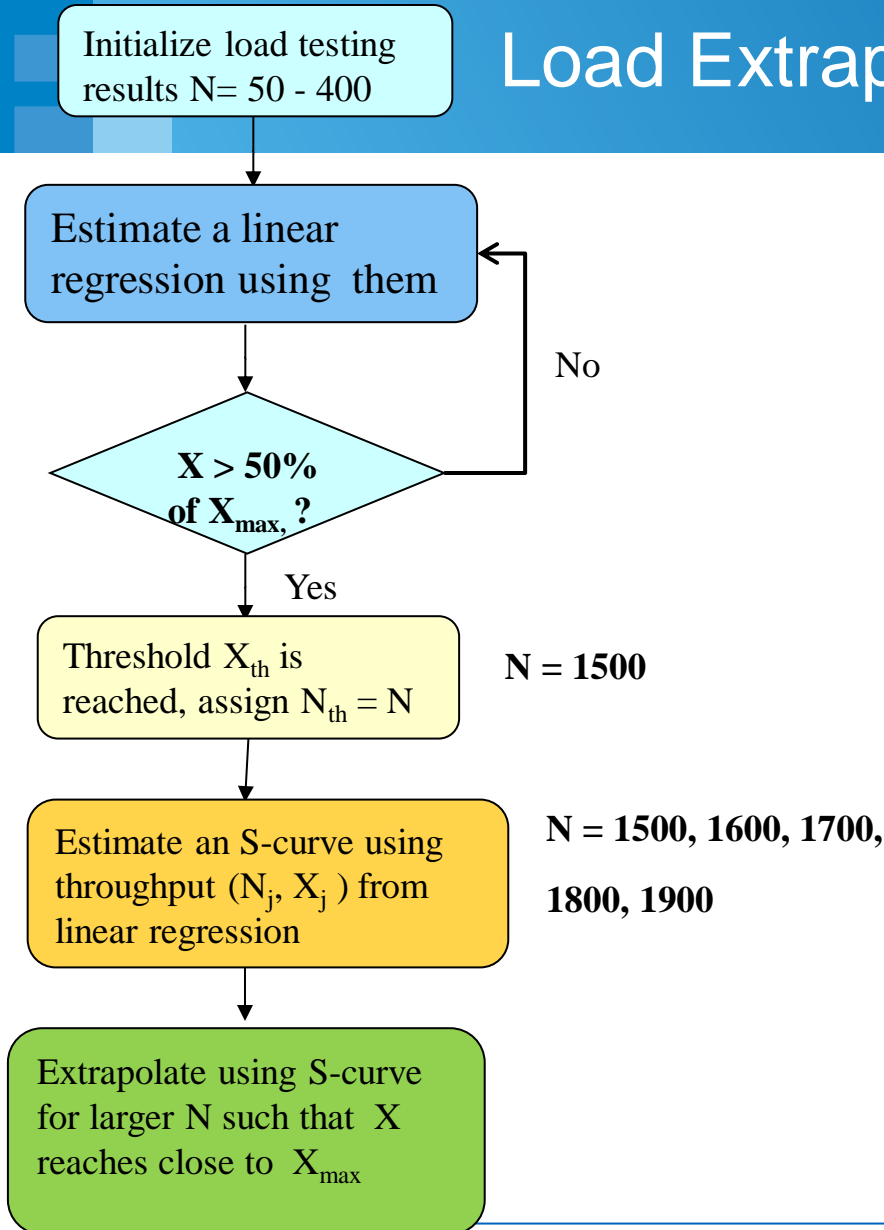 Initialize load testing
results N= 50 - 400
Load Extrap
Estimate a linear
regression using them
No
X > 50%
of Xmax, ?
Yes
Threshold Xth is
reached, assign Nth = N
N = 1500
Estimate an S-curve using
throughput (Nj, Xj ) from
linear regression
N = 1500, 1600, 1700,
1800, 1900
Extrapolate using S-curve
for larger N such that X
reaches close to Xmax